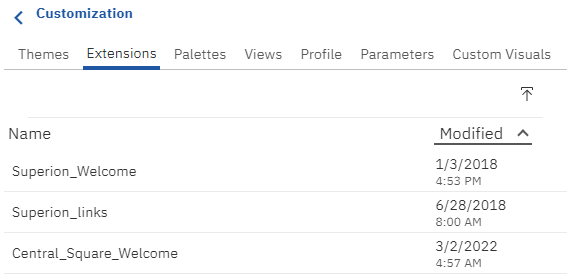 Customization
Themes Extensions Palettes Views Profile Parameters Custom Visuals
Name Modified
Superion_Welcome 1/3/2018
4:53 PM
Superion_links 6/28/2018
8:00 AM
Central_Square_Welcome 3/2/2022
4:57 AM